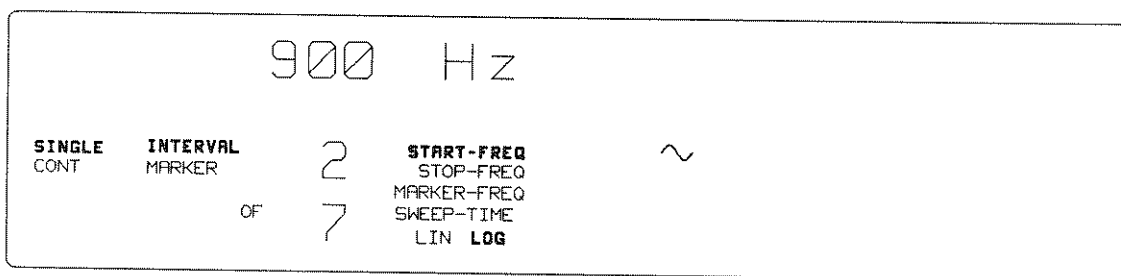 900 Hz
SINGLE INTERVAL 2 START-FREQ
CONT MARKER STOP-FREQ
MARKER-FREQ
OF 7 SWEEP-TIME
LIN LOG